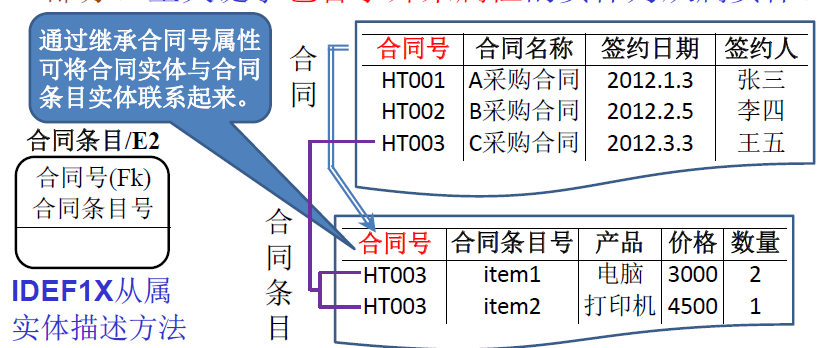 通过继承合同号属性
可将合同实体与合同
条目实体联系起来。
合同
合同号 合同名称 签约日期 签约人
HT001 A采购合同 2012.1.3 张三
HT002 B采购合同 2012.2.5 李四
HT003 C采购合同 2012.3.3 王五
合同条目/E2
合同号(Fk)
合同条目号
IDEF1X从属
实体描述方法
合同条目
合同号 合同条目号 产品 价格 数量
HT003 item1 电脑 3000 2
HT003 item2 打印机 4500 1